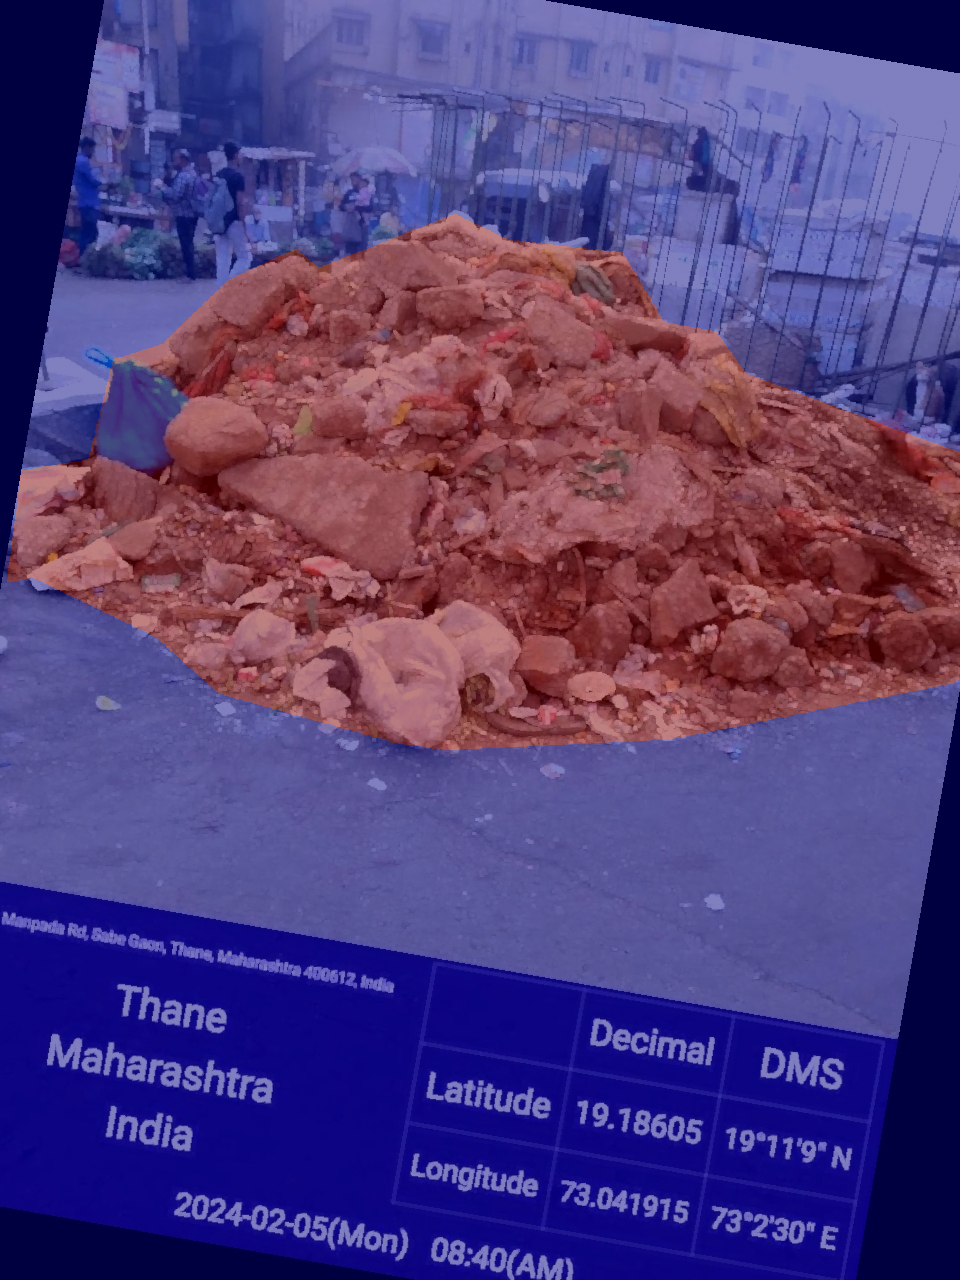 Manpada Rd, Sabe Gaon, Thane, Maharashtra 400612, India
Thane
Maharashtra
India
Decimal DMS
Latitude 19.18605 19°11'9" N
Longitude 73.041915 73°2'30" E
2024-02-05(Mon) 08:40(AM)